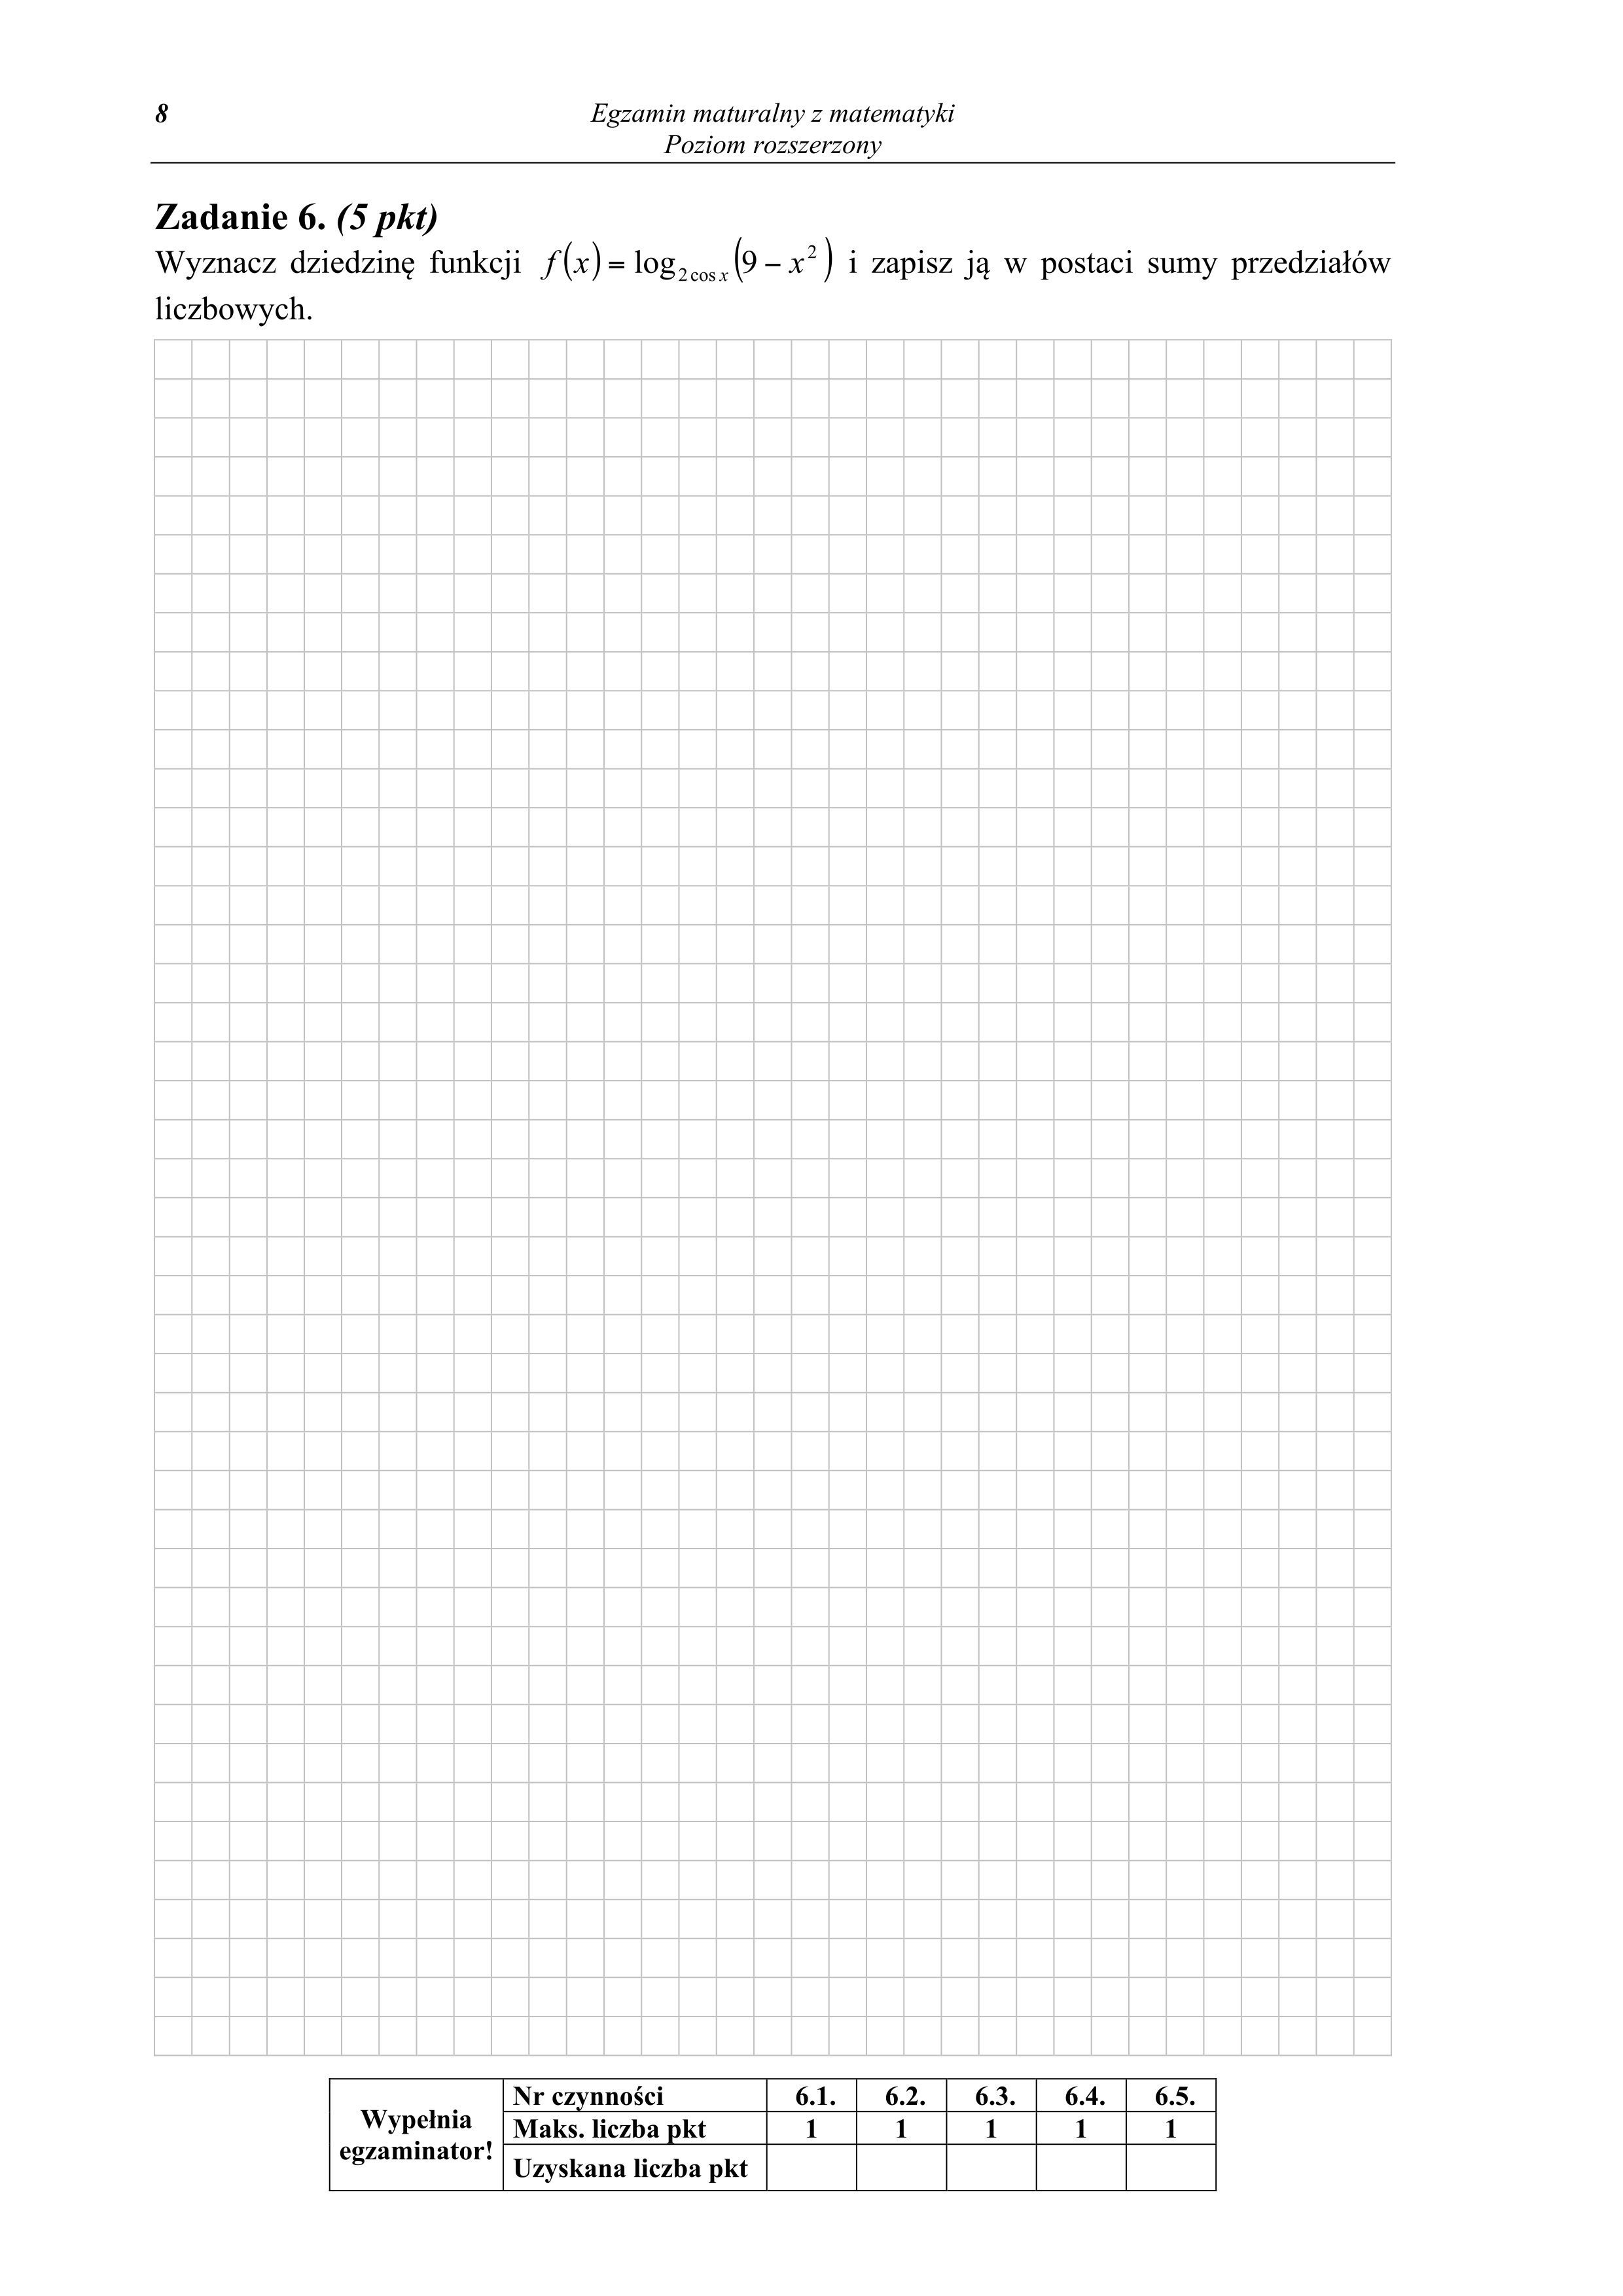 8
Egzamin maturalny z matematyki
Poziom rozszerzony
Zadanie 6. (5 pkt)
Wyznacz dziedzinę funkcji f(x) = log_{2 cos x}(9 − x²) i zapisz ją w postaci sumy przedziałów
liczbowych.
Wypełnia egzaminator!
Nr czynności 6.1. 6.2. 6.3. 6.4. 6.5.
Maks. liczba pkt 1 1 1 1 1
Uzyskana liczba pkt